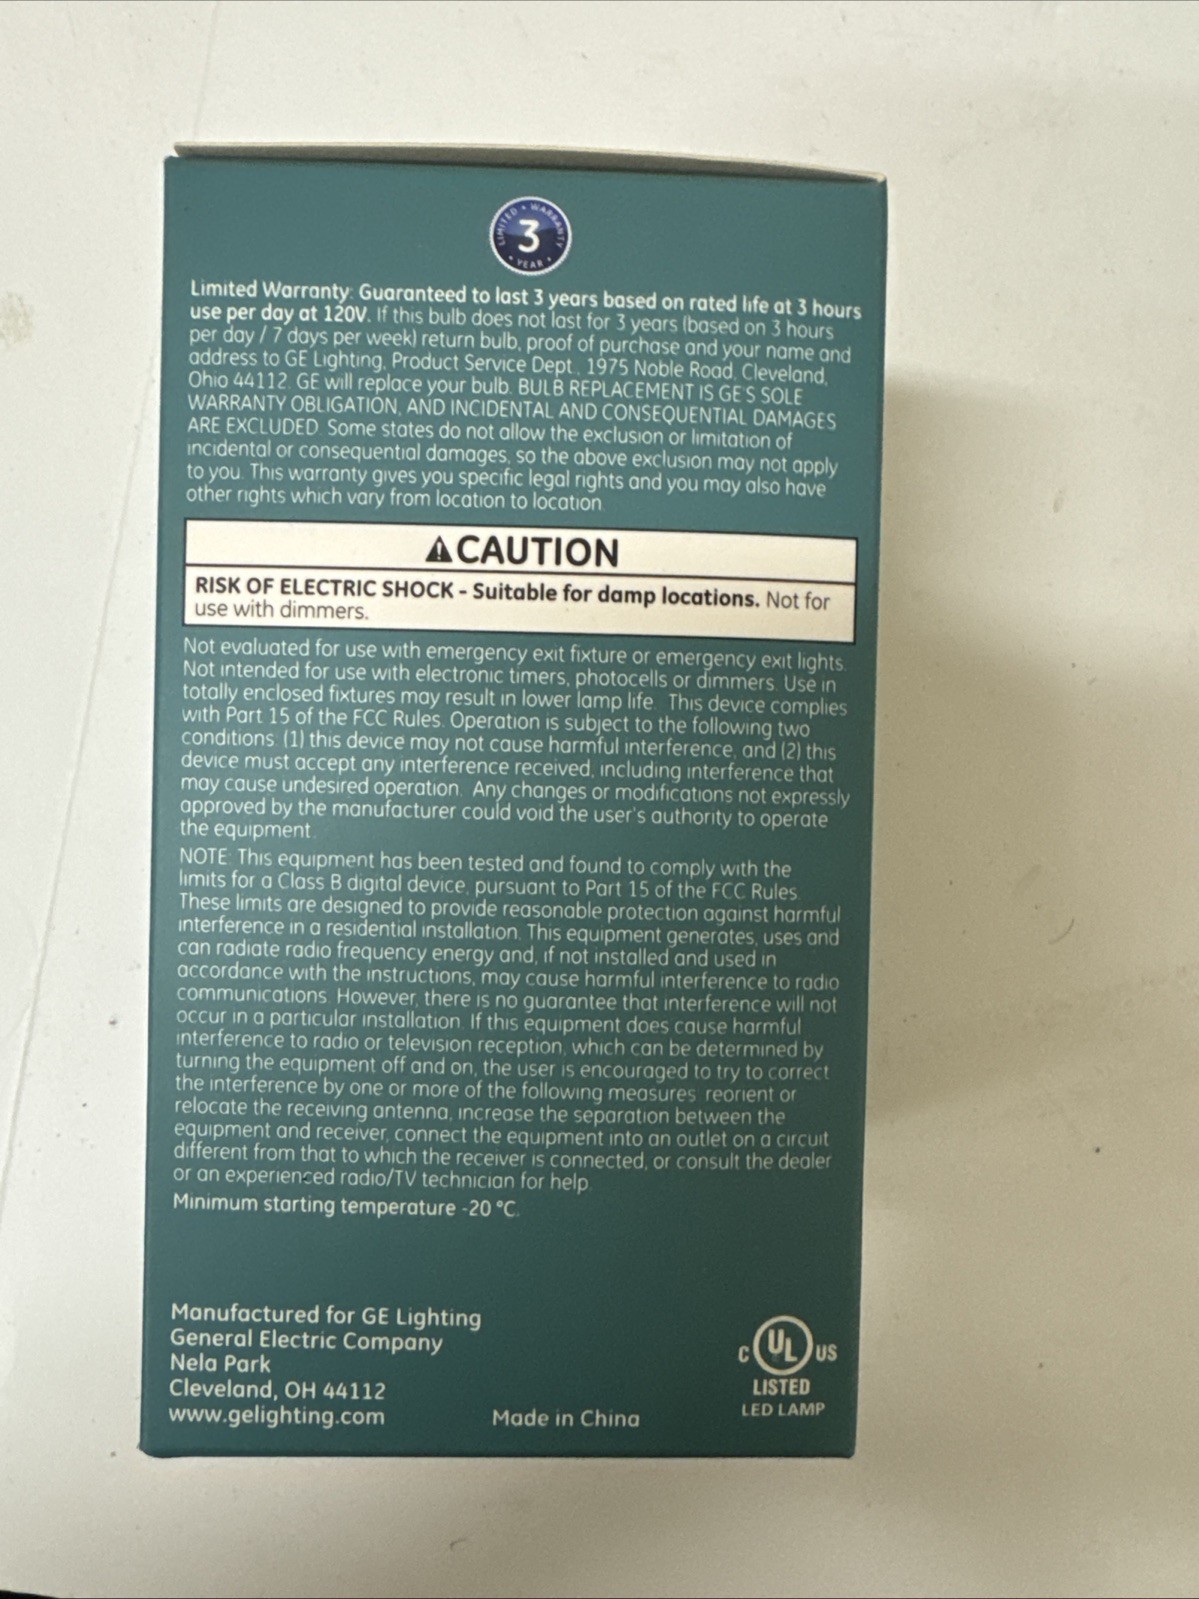 LIMITED • WARRANTY
3
• YEAR •
Limited Warranty: Guaranteed to last 3 years based on rated life at 3 hours
use per day at 120V. If this bulb does not last for 3 years (based on 3 hours
per day / 7 days per week) return bulb, proof of purchase and your name and
address to GE Lighting, Product Service Dept., 1975 Noble Road, Cleveland,
Ohio 44112. GE will replace your bulb. BULB REPLACEMENT IS GE'S SOLE
WARRANTY OBLIGATION, AND INCIDENTAL AND CONSEQUENTIAL DAMAGES
ARE EXCLUDED. Some states do not allow the exclusion or limitation of
incidental or consequential damages, so the above exclusion may not apply
to you. This warranty gives you specific legal rights and you may also have
other rights which vary from location to location.
⚠CAUTION
RISK OF ELECTRIC SHOCK - Suitable for damp locations. Not for
use with dimmers.
Not evaluated for use with emergency exit fixture or emergency exit lights.
Not intended for use with electronic timers, photocells or dimmers. Use in
totally enclosed fixtures may result in lower lamp life. This device complies
with Part 15 of the FCC Rules. Operation is subject to the following two
conditions: (1) this device may not cause harmful interference, and (2) this
device must accept any interference received, including interference that
may cause undesired operation. Any changes or modifications not expressly
approved by the manufacturer could void the user's authority to operate
the equipment.
NOTE: This equipment has been tested and found to comply with the
limits for a Class B digital device, pursuant to Part 15 of the FCC Rules.
These limits are designed to provide reasonable protection against harmful
interference in a residential installation. This equipment generates, uses and
can radiate radio frequency energy and, if not installed and used in
accordance with the instructions, may cause harmful interference to radio
communications. However, there is no guarantee that interference will not
occur in a particular installation. If this equipment does cause harmful
interference to radio or television reception, which can be determined by
turning the equipment off and on, the user is encouraged to try to correct
the interference by one or more of the following measures: reorient or
relocate the receiving antenna, increase the separation between the
equipment and receiver, connect the equipment into an outlet on a circuit
different from that to which the receiver is connected, or consult the dealer
or an experienced radio/TV technician for help.
Minimum starting temperature -20 °C.
Manufactured for GE Lighting
General Electric Company
Nela Park
Cleveland, OH 44112
www.gelighting.com
Made in China
C UL US
LISTED
LED LAMP